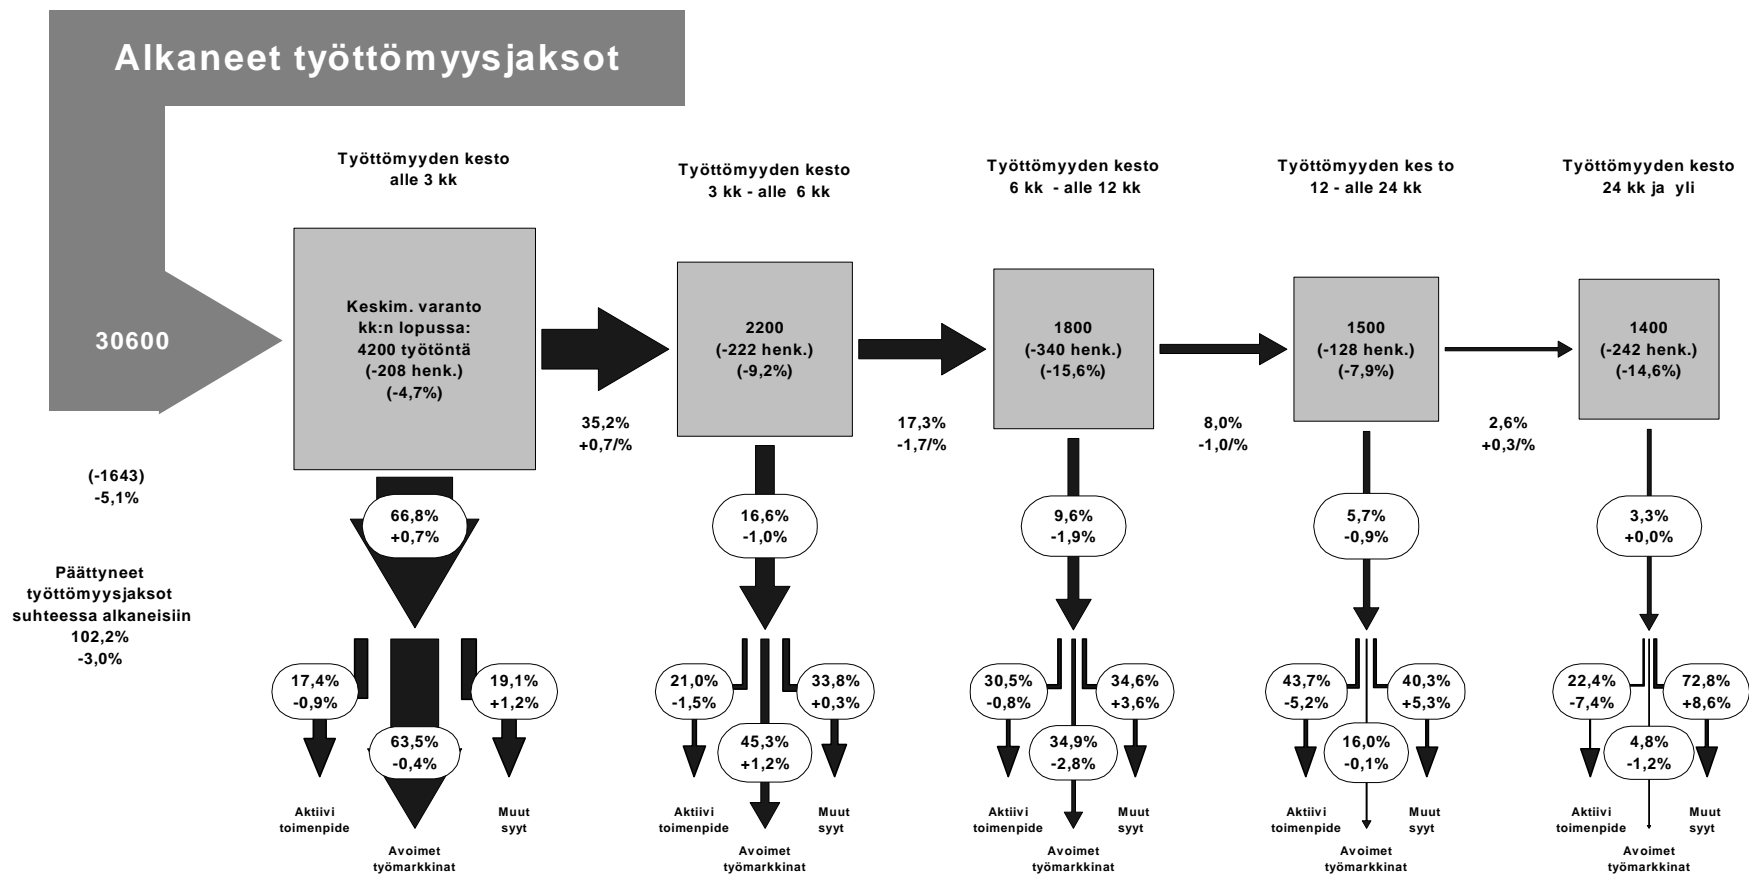 Alkaneet työttömyysjaksot
Työttömyyden kesto
alle 3 kk
Työttömyyden kesto
3 kk - alle 6 kk
Työttömyyden kesto
6 kk - alle 12 kk
Työttömyyden kes to
12 - alle 24 kk
Työttömyyden kesto
24 kk ja yli
30600
Keskim. varanto
kk:n lopussa:
4200 työtöntä
(-208 henk.)
(-4,7%)
2200
(-222 henk.)
(-9,2%)
1800
(-340 henk.)
(-15,6%)
1500
(-128 henk.)
(-7,9%)
1400
(-242 henk.)
(-14,6%)
35,2%
+0,7/%
17,3%
-1,7/%
8,0%
-1,0/%
2,6%
+0,3/%
(-1643)
-5,1%
66,8%
+0,7%
16,6%
-1,0%
9,6%
-1,9%
5,7%
-0,9%
3,3%
+0,0%
Päättyneet
työttömyysjaksot
suhteessa alkaneisiin
102,2%
-3,0%
17,4%
-0,9%
63,5%
-0,4%
19,1%
+1,2%
21,0%
-1,5%
45,3%
+1,2%
33,8%
+0,3%
30,5%
-0,8%
34,9%
-2,8%
34,6%
+3,6%
43,7%
-5,2%
16,0%
-0,1%
40,3%
+5,3%
22,4%
-7,4%
4,8%
-1,2%
72,8%
+8,6%
Aktiivi
toimenpide
Muut
syyt
Avoimet
työmarkkinat
Aktiivi
toimenpide
Muut
syyt
Avoimet
työmarkkinat
Aktiivi
toimenpide
Muut
syyt
Avoimet
työmarkkinat
Aktiivi
toimenpide
Muut
syyt
Avoimet
työmarkkinat
Aktiivi
toimenpide
Muut
syyt
Avoimet
työmarkkinat